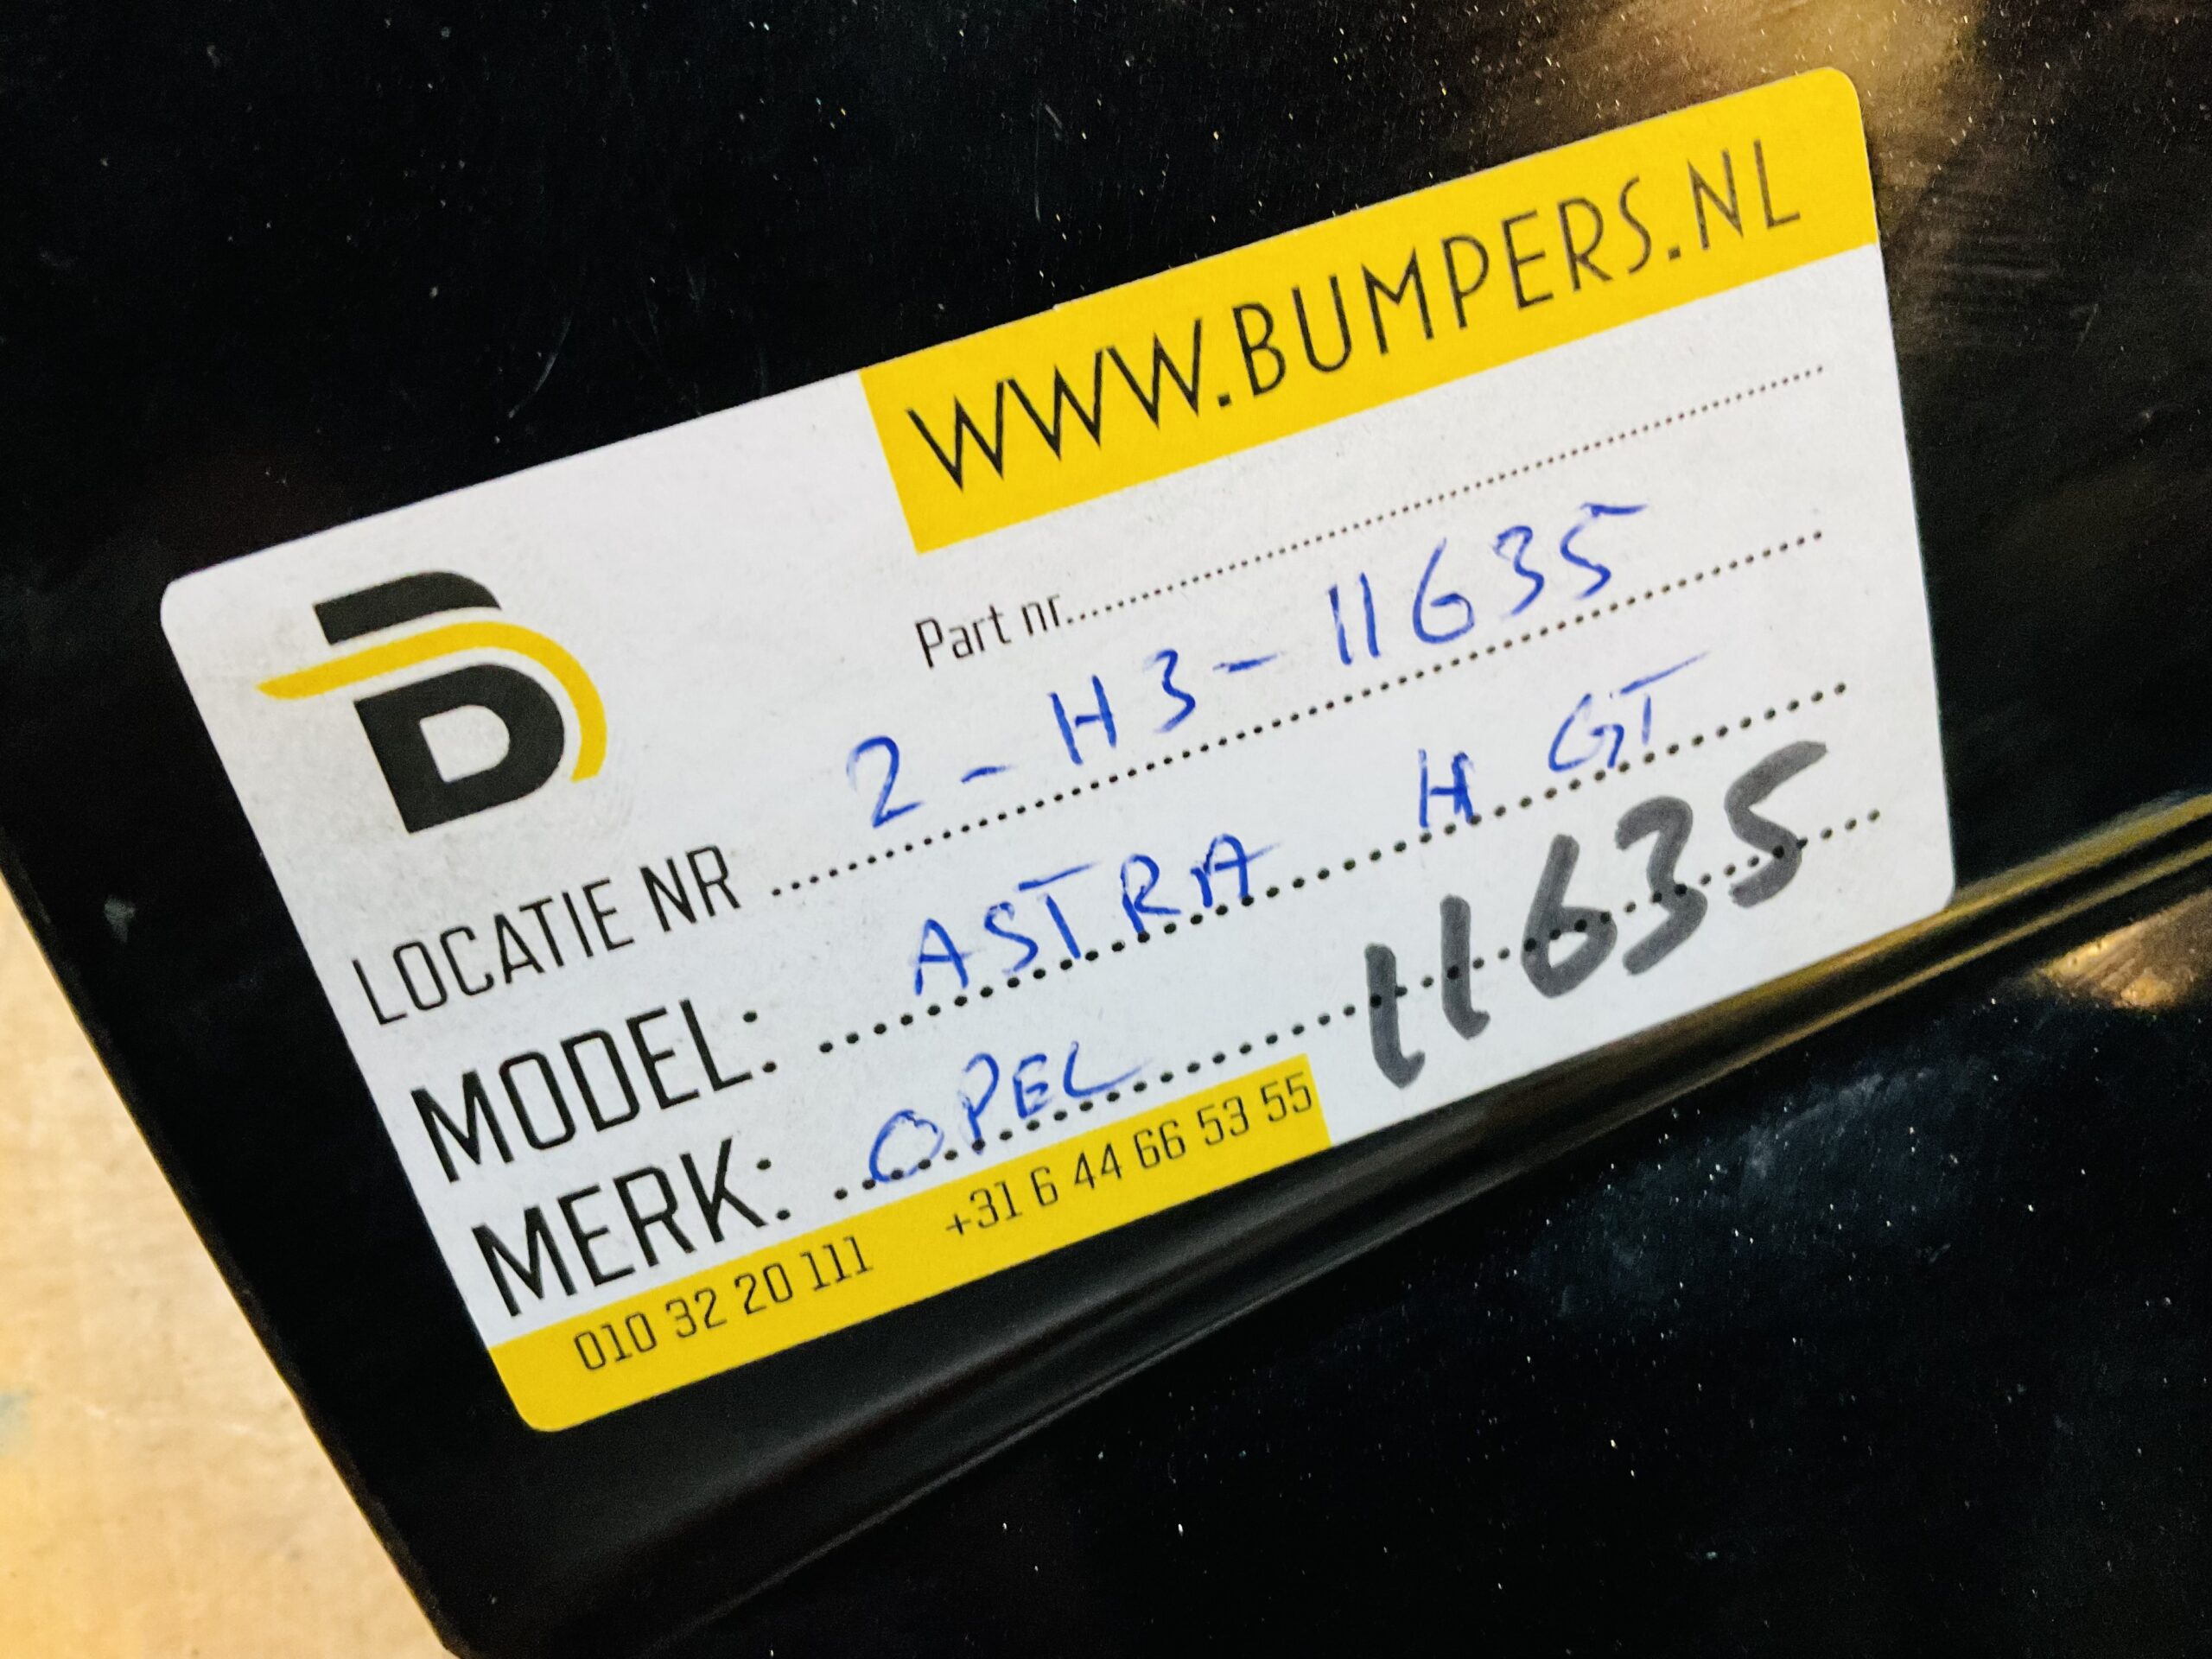 WWW.BUMPERS.NL
Part nr.............................................................
LOCATIE NR ............ 2-H3-11635
MODEL: ............ ASTRA H GT
MERK: ............ OPEL 11635
010 32 20 111 +31 6 44 66 53 55